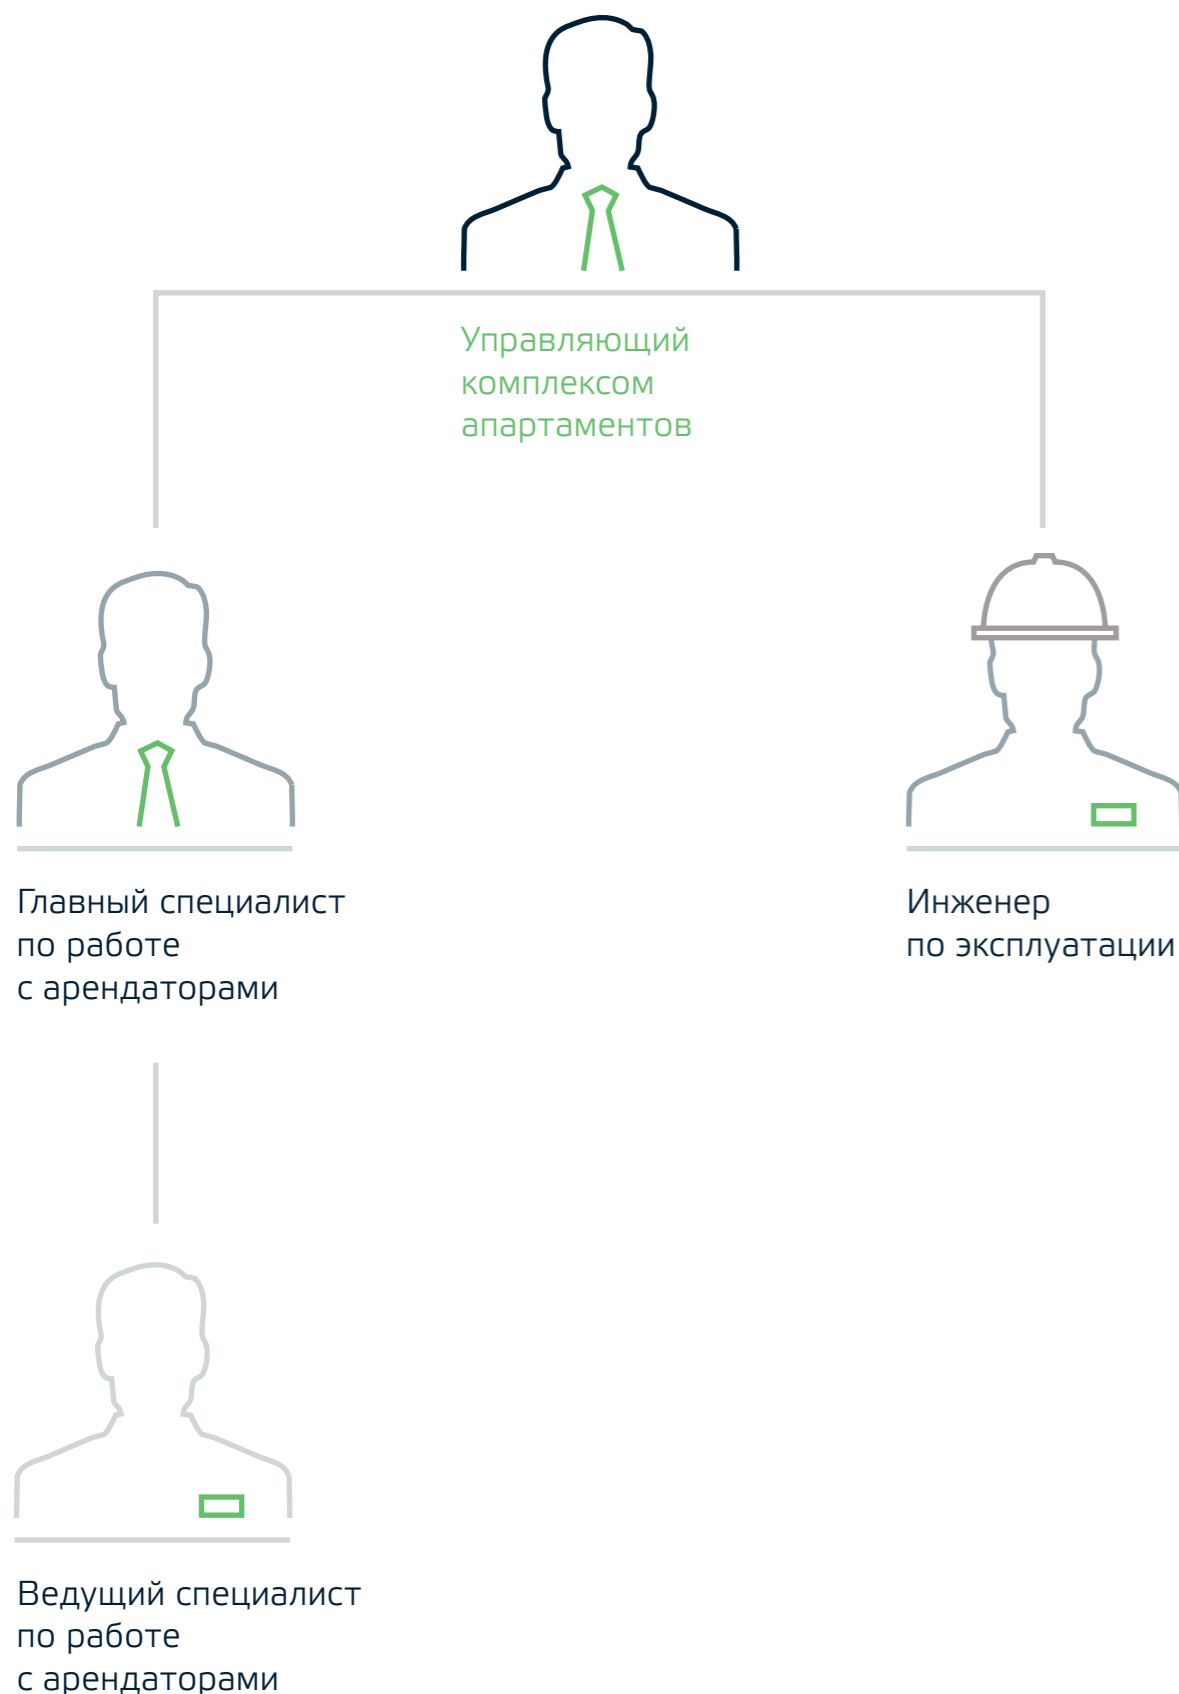 Управляющий
комплексом
апартаментов
Главный специалист
по работе
с арендаторами
Инженер
по эксплуатации
Ведущий специалист
по работе
с арендаторами